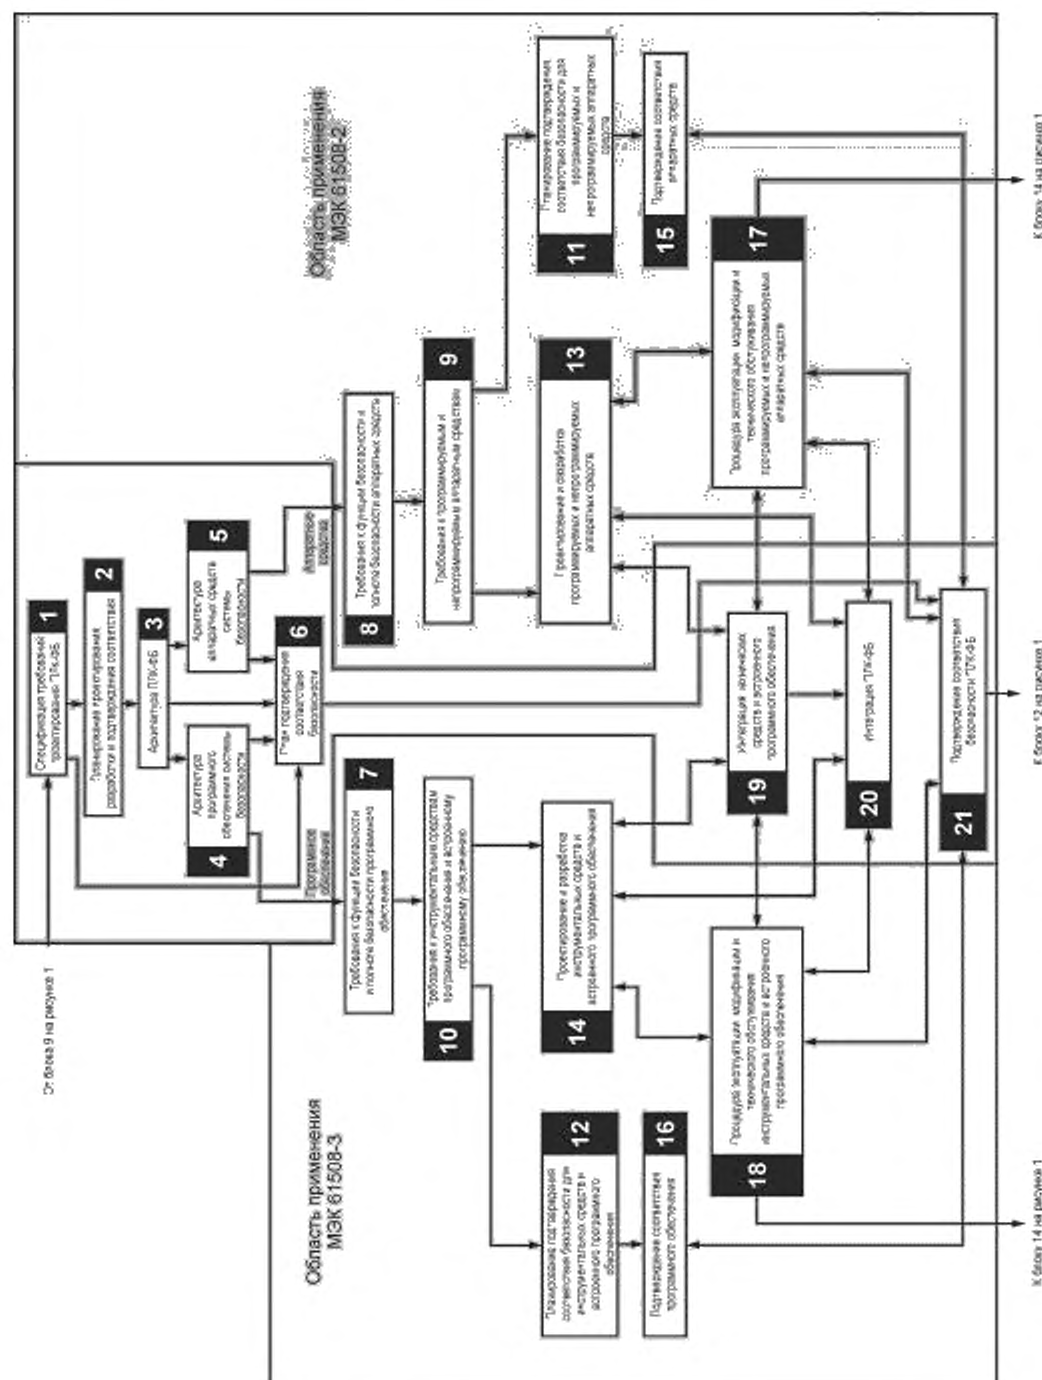 От блока 9 на рисунке 1
1
Спецификация требований
проектирования ПЛК-ФБ
2
Планирование проектирования,
разработки и подтверждения соответствия
3
Архитектура ПЛК-ФБ
4
Архитектура
программного
обеспечения системы
безопасности
5
Архитектура
аппаратных средств
системы
безопасности
6
План подтверждения
соответствия
безопасности
Программное
обеспечение
Аппаратные
средства
Область применения
МЭК 61508-3
Область применения
МЭК 61508-2
7
Требования к функции безопасности
и полноте безопасности программного
обеспечения
8
Требования к функции безопасности и
полноте безопасности аппаратных средств
9
Требования к программируемым и
непрограммируемым аппаратным средствам
10
Требования к инструментальным средствам
программного обеспечения и встроенному
программному обеспечению
11
Планирование подтверждения
соответствия безопасности для
программируемых и
непрограммируемых аппаратных
средств
12
Планирование подтверждения
соответствия безопасности для
инструментальных средств и
встроенного программного
обеспечения
13
Проектирование и разработка
программируемых и непрограммируемых
аппаратных средств
14
Проектирование и разработка
инструментальных средств и
встроенного программного обеспечения
15
Подтверждение соответствия
аппаратных средств
16
Подтверждение соответствия
программного обеспечения
17
Процедура эксплуатации, модификации и
технического обслуживания
программируемых и непрограммируемых
аппаратных средств
18
Процедура эксплуатации, модификации и
технического обслуживания
инструментальных средств и встроенного
программного обеспечения
19
Интеграция технических
средств и встроенного
программного обеспечения
20
Интеграция ПЛК-ФБ
21
Подтверждение соответствия
безопасности ПЛК-ФБ
К блоку 14 на рисунке 1
К блоку 12 на рисунке 1
К блоку 14 на рисунке 1